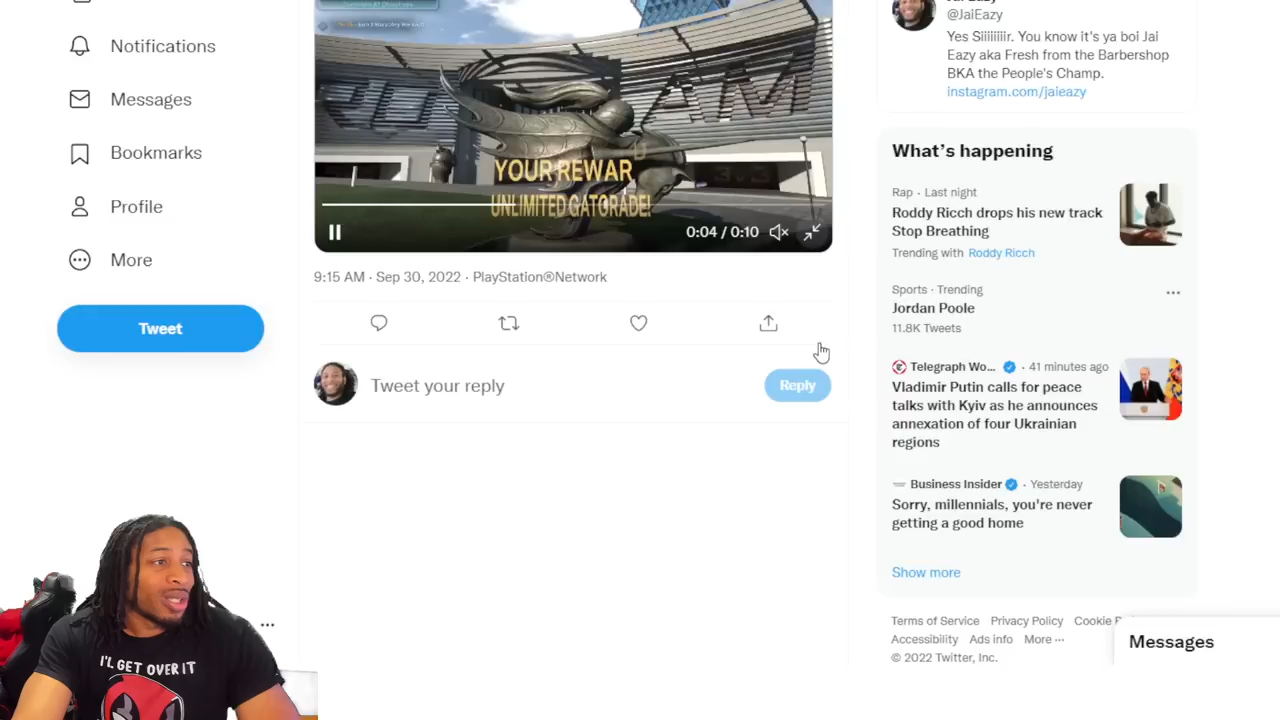 Notifications
Messages
Bookmarks
Profile
More
Tweet
YOUR REWAR
UNLIMITED GATORADE!
3v3
0:04 / 0:10
9:15 AM · Sep 30, 2022 · PlayStation®Network
Tweet your reply
Reply
I'LL GET OVER IT
@JaiEazy
Yes Siiiiiiir. You know it's ya boi Jai
Eazy aka Fresh from the Barbershop
BKA the People's Champ.
instagram.com/jaieazy
What's happening
Rap · Last night
Roddy Ricch drops his new track
Stop Breathing
Trending with Roddy Ricch
Sports · Trending
Jordan Poole
11.8K Tweets
Telegraph Wo... · 41 minutes ago
Vladimir Putin calls for peace
talks with Kyiv as he announces
annexation of four Ukrainian
regions
Business Insider · Yesterday
Sorry, millennials, you're never
getting a good home
Show more
Terms of Service Privacy Policy Cookie
Accessibility Ads info More ···
© 2022 Twitter, Inc.
Messages